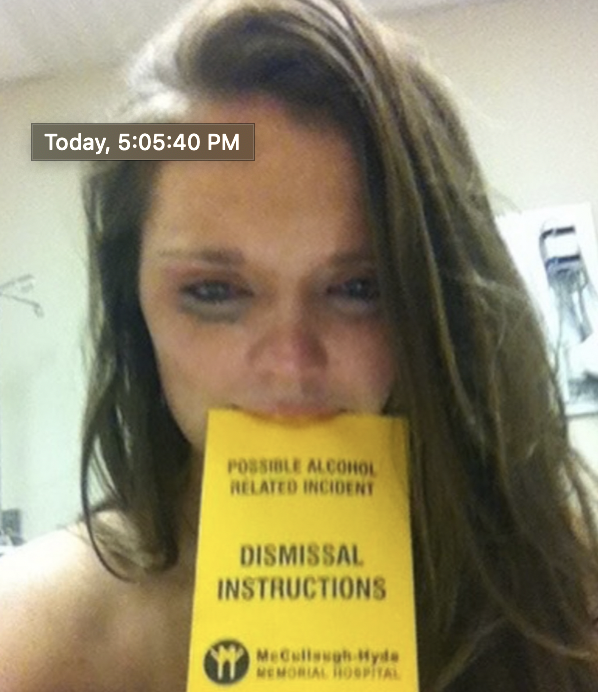 Today, 5:05:40 PM
POSSIBLE ALCOHOL
RELATED INCIDENT
DISMISSAL
INSTRUCTIONS
McCullough-Hyde
MEMORIAL HOSPITAL